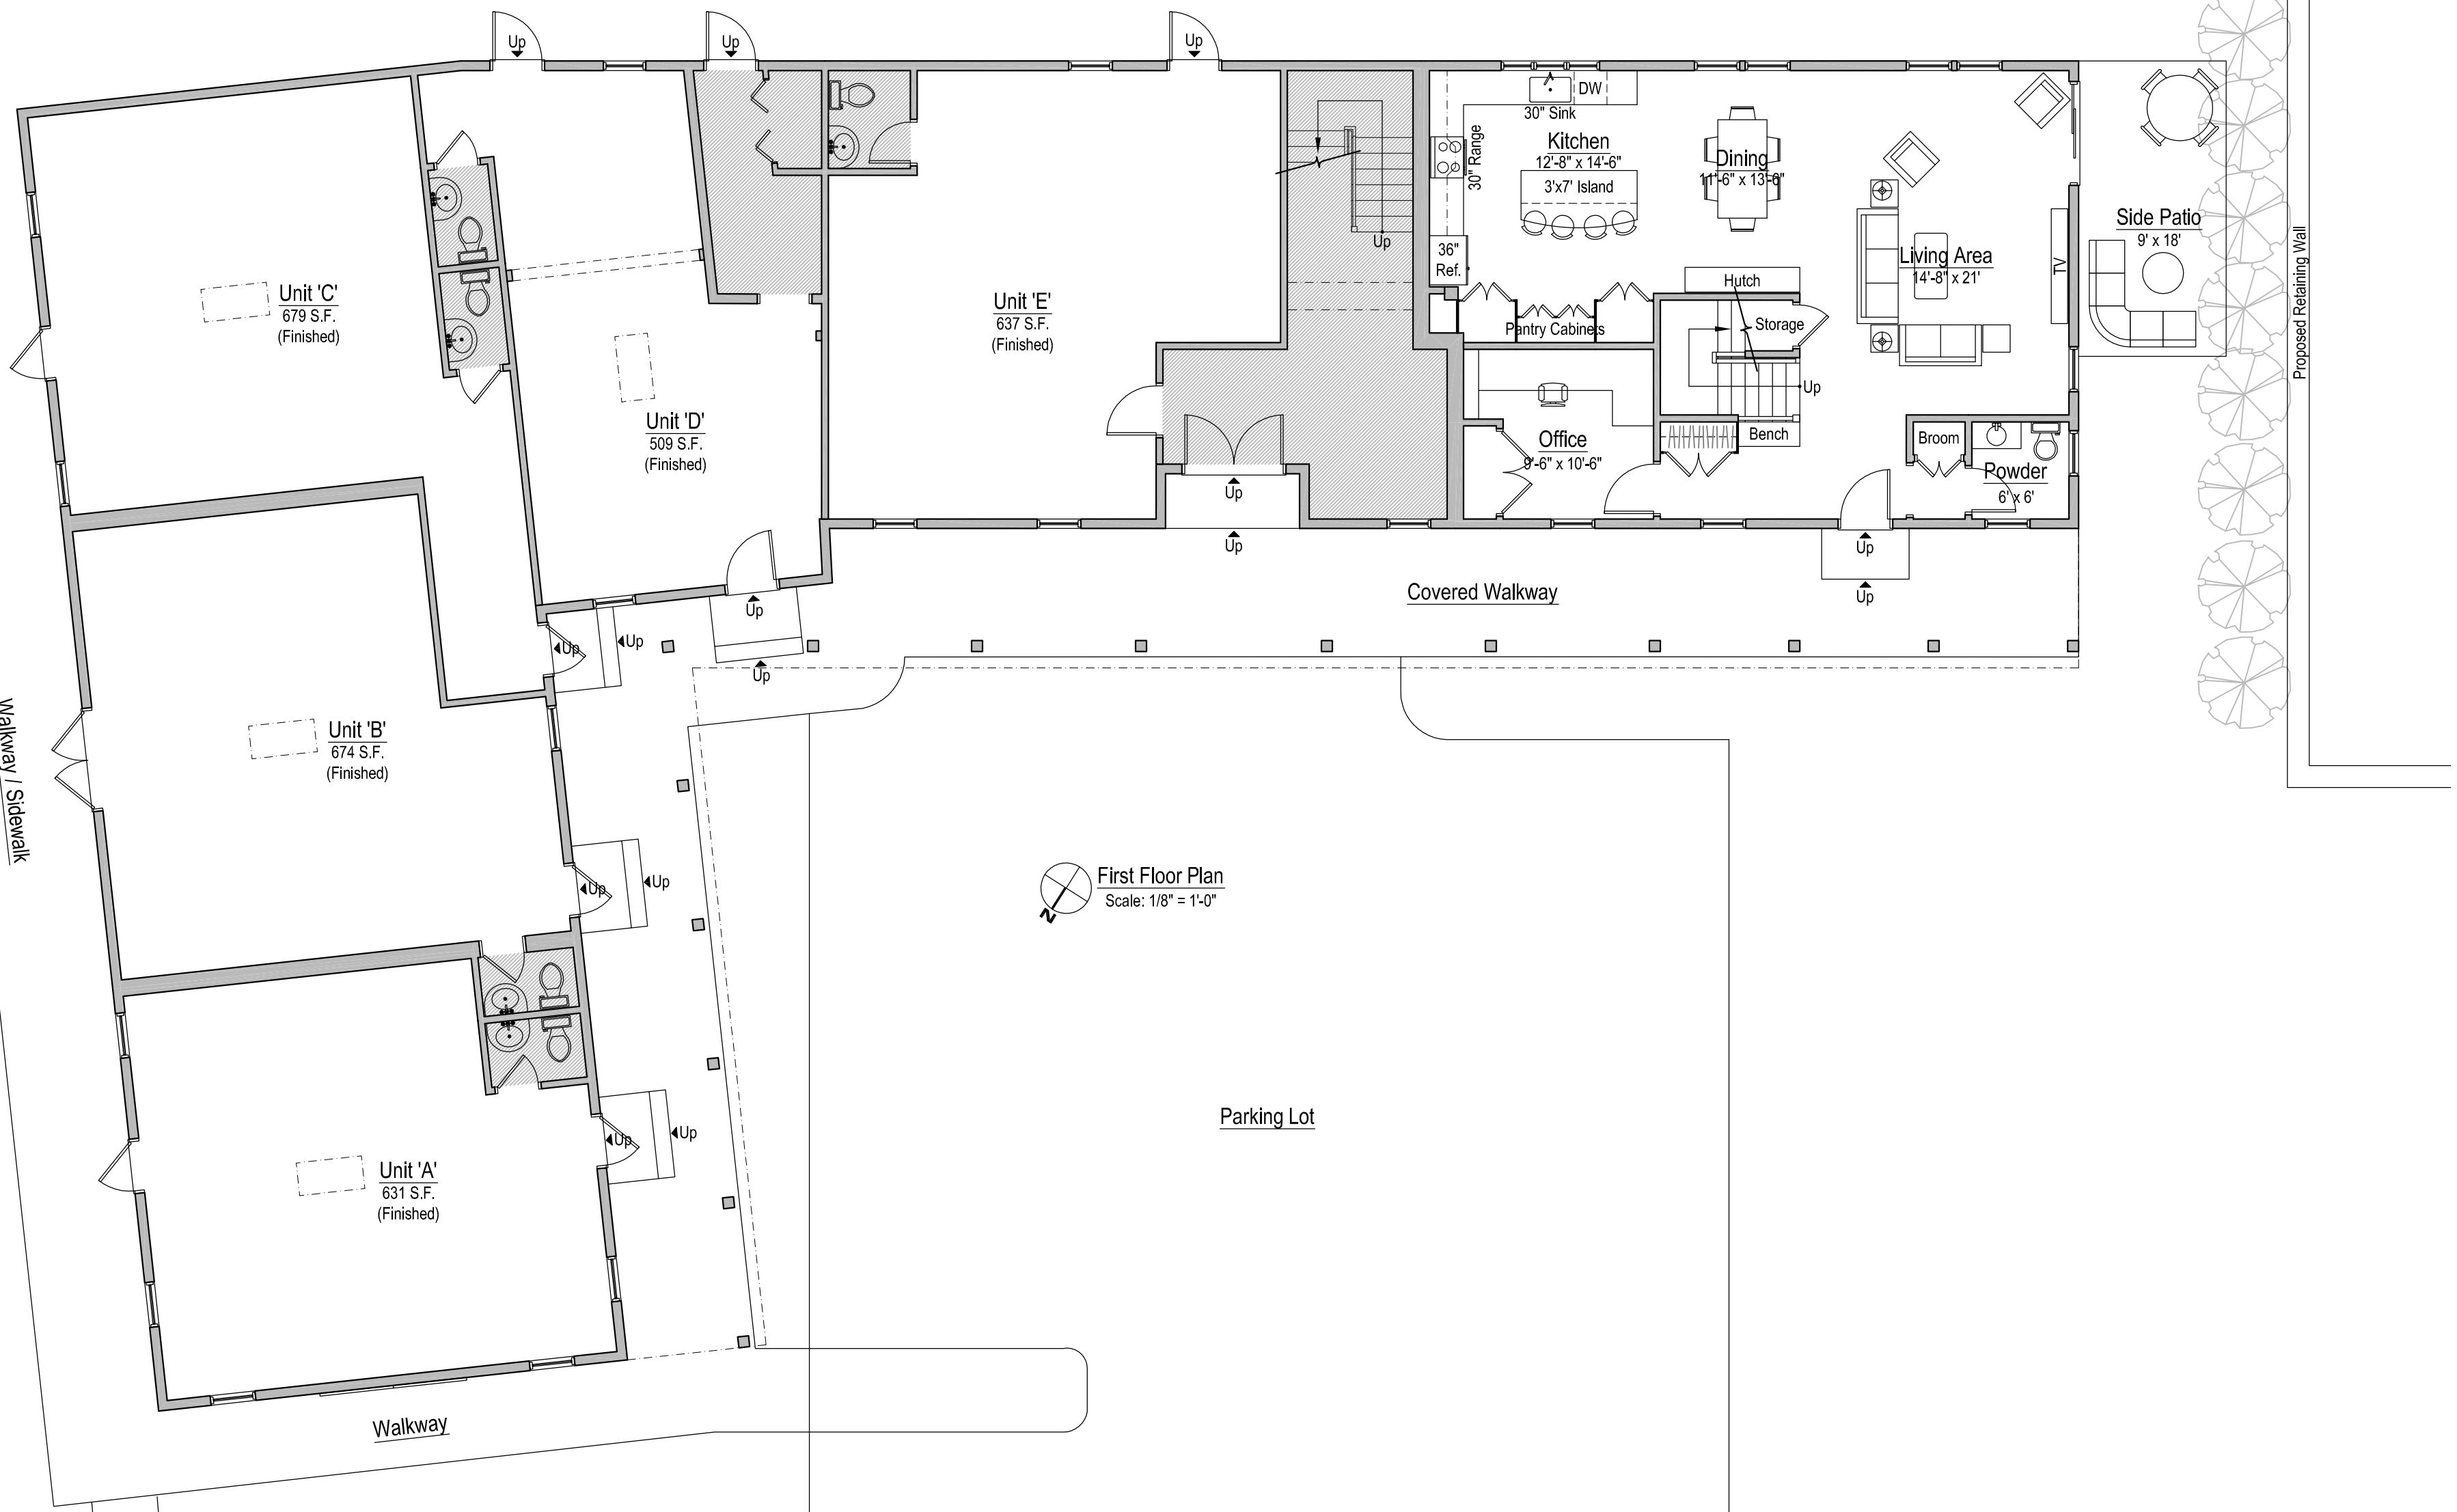 Up
Up
Up
30" Sink
DW
30" Range
Kitchen
12'-8" x 14'-6"
3'x7' Island
36"
Ref.
Dining
11'-6" x 13'-6"
Living Area
14'-8" x 21'
TV
Side Patio
9' x 18'
Proposed Retaining Wall
Hutch
Storage
Pantry Cabinets
Up
Up
Bench
Office
9'-6" x 10'-6"
Broom
Powder
6' x 6'
Unit 'C'
679 S.F.
(Finished)
Unit 'D'
509 S.F.
(Finished)
Unit 'E'
637 S.F.
(Finished)
Up
Up
Up
Up
Covered Walkway
Up
Up
Up
Up
Unit 'B'
674 S.F.
(Finished)
Walkway / Sidewalk
Up
Up
N
First Floor Plan
Scale: 1/8" = 1'-0"
Up
Up
Parking Lot
Unit 'A'
631 S.F.
(Finished)
Walkway